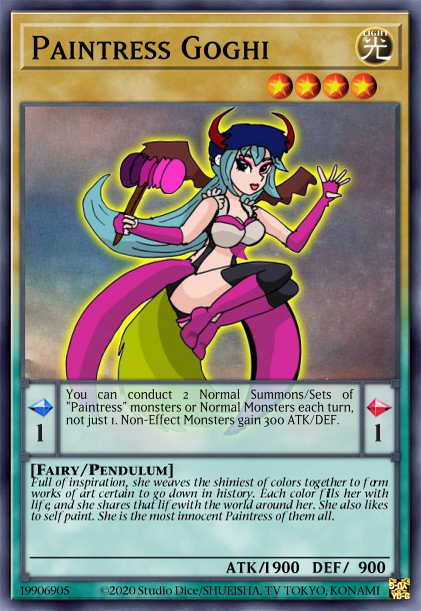 Paintress Goghi
LIGHT
光
You can conduct 2 Normal Summons/Sets of
"Paintress" monsters or Normal Monsters each turn,
not just 1. Non-Effect Monsters gain 300 ATK/DEF.
1
1
[Fairy/Pendulum]
Full of inspiration, she weaves the shiniest of colors together to form
works of art certain to go down in history. Each color fills her with
life, and she shares that lifewith the world around her. She also likes
to self paint. She is the most innocent Paintress of them all.
ATK/1900 DEF/ 900
19906905
©2020 Studio Dice/SHUEISHA, TV TOKYO, KONAMI